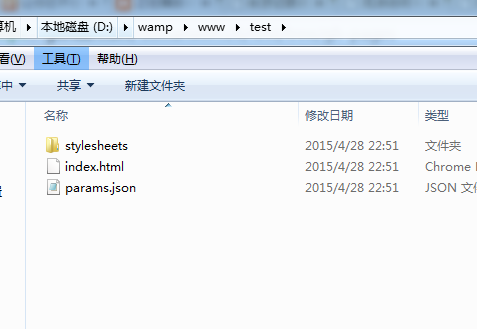 算机 ▸ 本地磁盘 (D:) ▸ wamp ▸ www ▸ test ▸
看(V) 工具(T) 帮助(H)
中 ▼ 共享 ▼ 新建文件夹
名称 修改日期 类型
stylesheets 2015/4/28 22:51 文件夹
index.html 2015/4/28 22:51 Chrome
params.json 2015/4/28 22:51 JSON 文